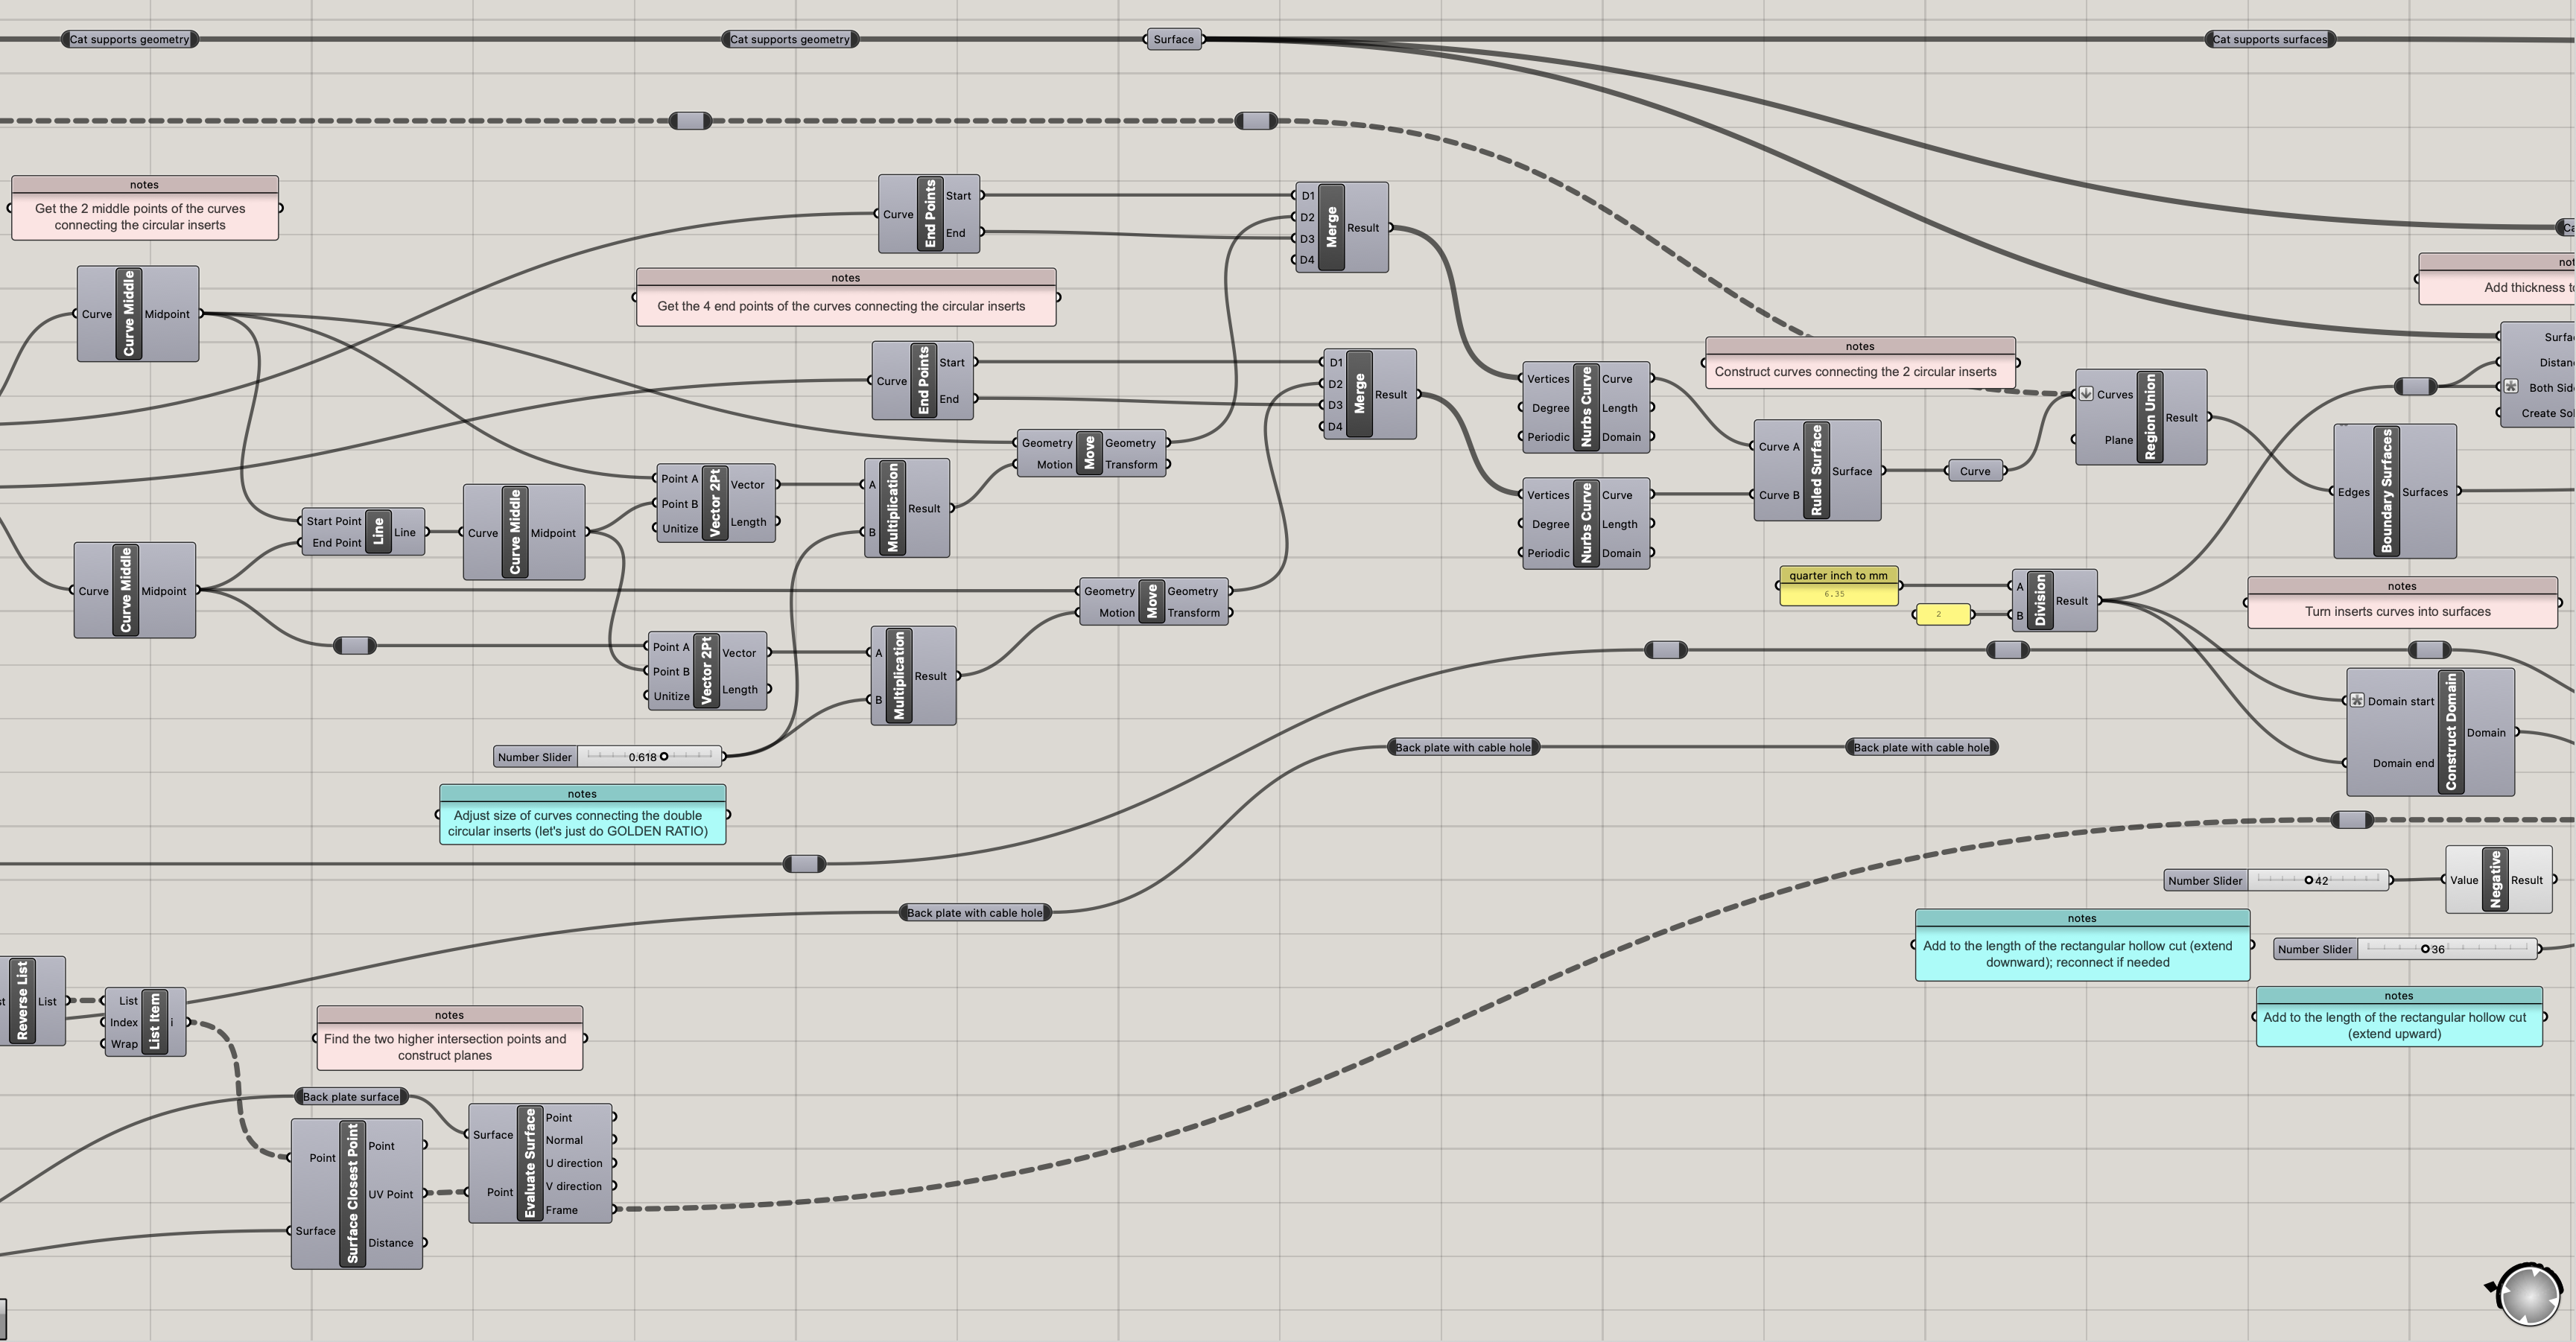 Cat supports geometry
Cat supports geometry
Surface
Cat supports surfaces
notes
Get the 2 middle points of the curves
connecting the circular inserts
Curve
End Points
Start
End
D1
D2
D3
D4
Merge
Result
notes
Get the 4 end points of the curves connecting the circular inserts
Curve
Curve Middle
Midpoint
Curve
End Points
Start
End
D1
D2
D3
D4
Merge
Result
notes
Construct curves connecting the 2 circular inserts
Add thickness
Both
Vertices
Degree
Periodic
Nurbs Curve
Curve
Length
Domain
Curves
Plane
Region Union
Result
Geometry
Motion
Move
Geometry
Transform
Curve A
Curve B
Ruled Surface
Surface
Curve
Edges
Boundary Surfaces
Surfaces
Point A
Point B
Unitize
Vector 2Pt
Vector
Length
A
B
Multiplication
Result
Vertices
Degree
Periodic
Nurbs Curve
Curve
Length
Domain
Start Point
End Point
Line
Line
Curve
Curve Middle
Midpoint
Curve
Curve Middle
Midpoint
Geometry
Motion
Move
Geometry
Transform
quarter inch to mm
6.35
2
A
B
Division
Result
notes
Turn inserts curves into surfaces
Point A
Point B
Unitize
Vector 2Pt
Vector
Length
A
B
Multiplication
Result
Domain start
Domain end
Construct Domain
Domain
Number Slider
0.618
Back plate with cable hole
Back plate with cable hole
notes
Adjust size of curves connecting the double
circular inserts (let's just do GOLDEN RATIO)
Number Slider
42
Value
Negative
Result
Back plate with cable hole
notes
Add to the length of the rectangular hollow cut (extend
downward); reconnect if needed
Number Slider
36
notes
Add to the length of the rectangular hollow cut
(extend upward)
Reverse List
List
List
Index
Wrap
List Item
i
notes
Find the two higher intersection points and
construct planes
Back plate surface
Point
Surface
Surface Closest Point
Point
UV Point
Distance
Surface
Point
Evaluate Surface
Point
Normal
U direction
V direction
Frame